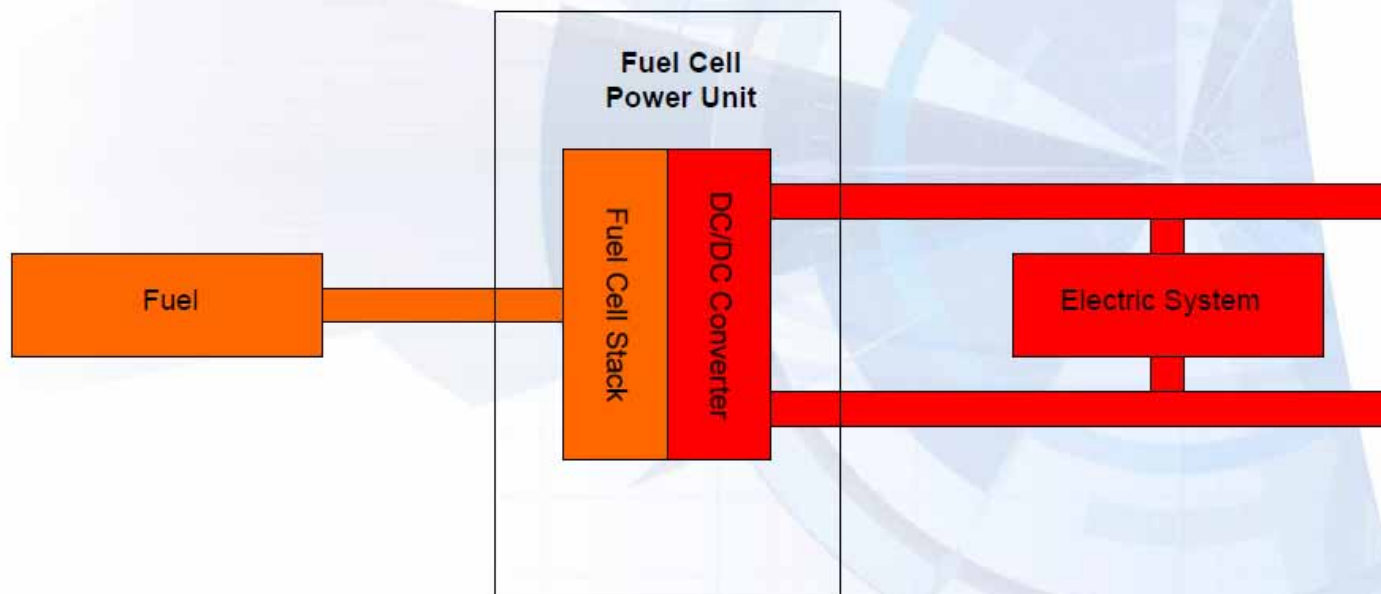 Fuel Cell
Power Unit
Fuel
Fuel Cell Stack
DC/DC Converter
Electric System